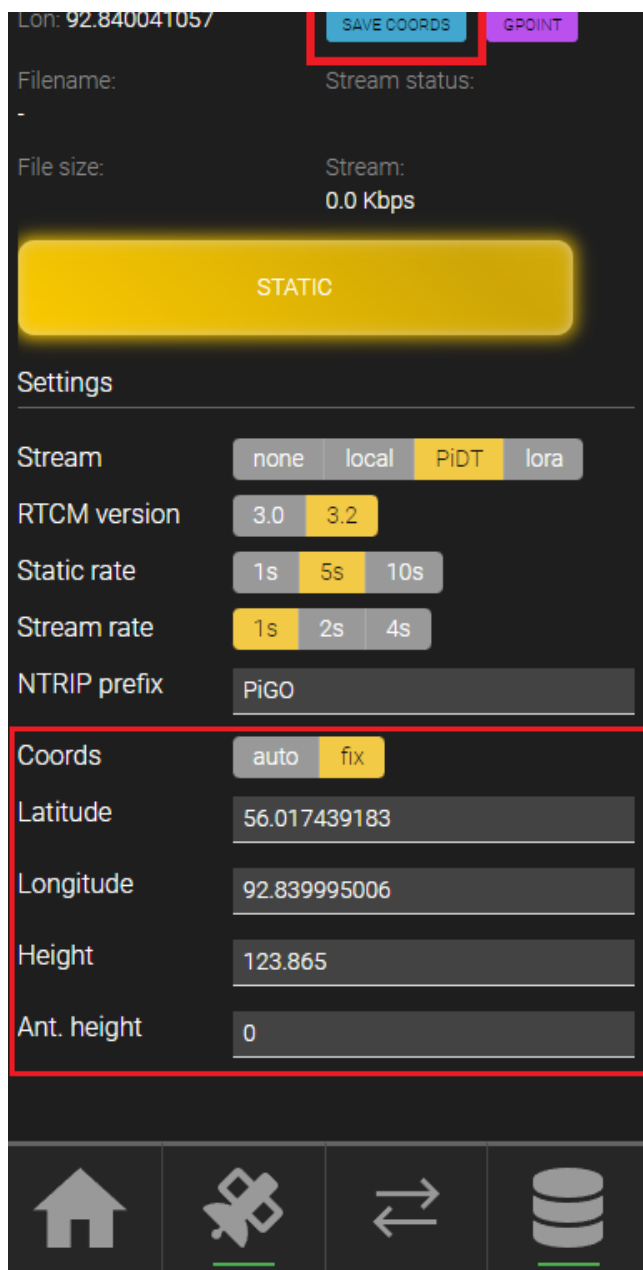 Lon: 92.840041057 SAVE COORDS GPOINT
Filename: Stream status:
-
File size: Stream:
0.0 Kbps
STATIC
Settings
Stream none local PiDT lora
RTCM version 3.0 3.2
Static rate 1s 5s 10s
Stream rate 1s 2s 4s
NTRIP prefix PiGO
Coords auto fix
Latitude 56.017439183
Longitude 92.839995006
Height 123.865
Ant. height 0